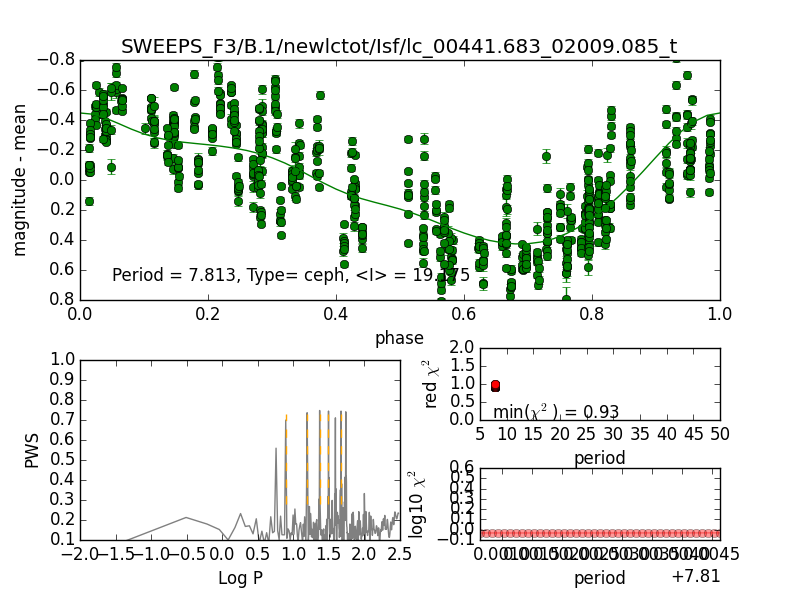 SWEEPS_F3/B.1/newlctot/Isf/lc_00441.683_02009.085_t
−0.8
−0.6
−0.4
−0.2
0.0
0.2
0.4
0.6
0.8
magnitude - mean
Period = 7.813, Type= ceph, <I> = 19.175
0.0 0.2 0.4 0.6 0.8 1.0
phase
1.0
0.9
0.8
0.7
0.6
0.5
0.4
0.3
0.2
0.1
PWS
−2.0 −1.5 −1.0 −0.5 0.0 0.5 1.0 1.5 2.0 2.5
Log P
2.0
1.5
1.0
0.5
0.0
red χ²
min(χ²) = 0.93
5 10 15 20 25 30 35 40 45 50
period
0.6
0.5
0.4
0.3
0.2
0.1
0.0
−0.1
log10 χ²
period
+7.81